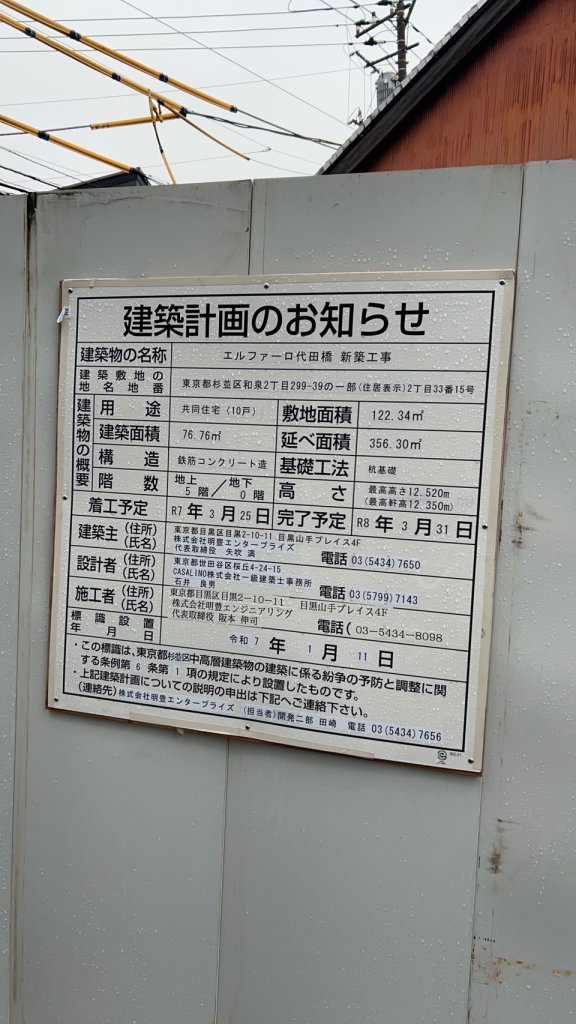 建築計画のお知らせ
建築物の名称 エルファーロ代田橋 新築工事
建築敷地の地名地番 東京都杉並区和泉2丁目299-39の一部(住居表示)2丁目33番15号
建築物の概要
用途 共同住宅(10戸) 敷地面積 122.34㎡
建築面積 76.76㎡ 延べ面積 356.30㎡
構造 鉄筋コンクリート造 基礎工法 杭基礎
階数 地上5階/地下0階 高さ 最高高さ12.520m
(最高軒高12.350m)
着工予定 R7年3月25日 完了予定 R8年3月31日
建築主(住所)(氏名) 東京都目黒区目黒2-10-11 目黒山手プレイス4F
株式会社明豊エンタープライズ
代表取締役 矢吹 満 電話03(5434)7650
設計者(住所)(氏名) 東京都世田谷区桜丘4-24-15
CASALINO株式会社一級建築士事務所
石井 良男 電話03(5799)7143
施工者(住所)(氏名) 東京都目黒区目黒2-10-11 目黒山手プレイス4F
株式会社明豊エンジニアリング
代表取締役 阪本 伸司 電話(03-5434-8098
標識設置年月日 令和7年1月11日
・この標識は、東京都杉並区中高層建築物の建築に係る紛争の予防と調整に関
する条例第6条第1項の規定により設置したものです。
・上記建築計画についての説明の申出は下記へご連絡下さい。
(連絡先)株式会社明豊エンタープライズ (担当者)開発二部 田崎 電話 03(5434)7656